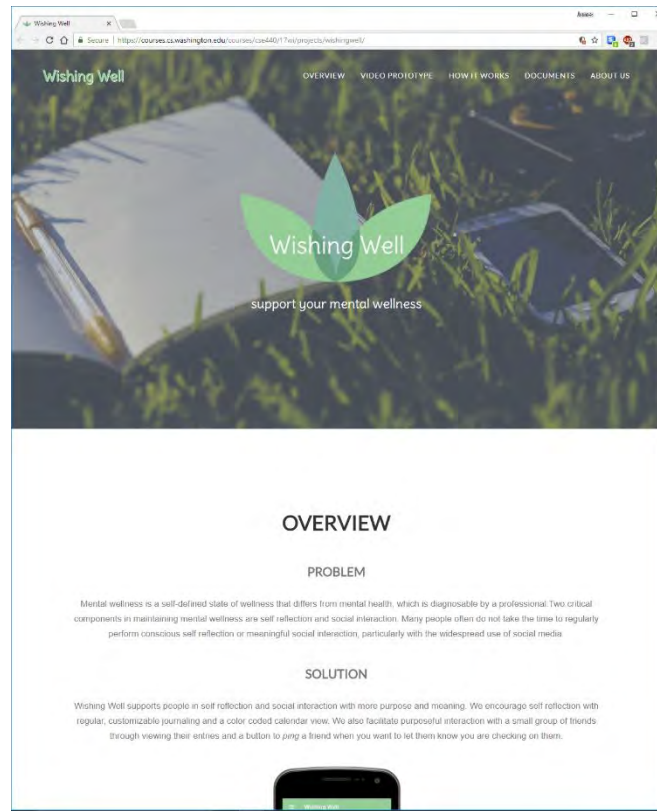 Wishing Well
Secure | https://courses.cs.washington.edu/courses/cse440/17wi/projects/wishingwell/
Wishing Well OVERVIEW VIDEO PROTOTYPE HOW IT WORKS DOCUMENTS ABOUT US
Wishing Well
support your mental wellness
OVERVIEW
PROBLEM
Mental wellness is a self-defined state of wellness that differs from mental health, which is diagnosable by a professional. Two critical
components in maintaining mental wellness are self reflection and social interaction. Many people often do not take the time to regularly
perform conscious self reflection or meaningful social interaction, particularly with the widespread use of social media.
SOLUTION
Wishing Well supports people in self reflection and social interaction with more purpose and meaning. We encourage self reflection with
regular, customizable journaling and a color coded calendar view. We also facilitate purposeful interaction with a small group of friends
through viewing their entries and a button to ping a friend when you want to let them know you are checking on them.
Wishing Well